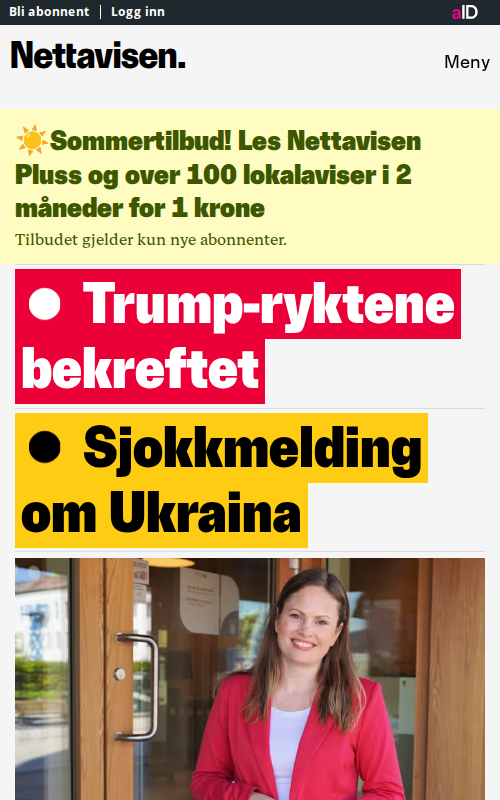 Bli abonnent | Logg inn
aID
Nettavisen.
Meny
Sommertilbud! Les Nettavisen
Pluss og over 100 lokalaviser i 2
måneder for 1 krone
Tilbudet gjelder kun nye abonnenter.
Trump-ryktene
bekreftet
Sjokkmelding
om Ukraina